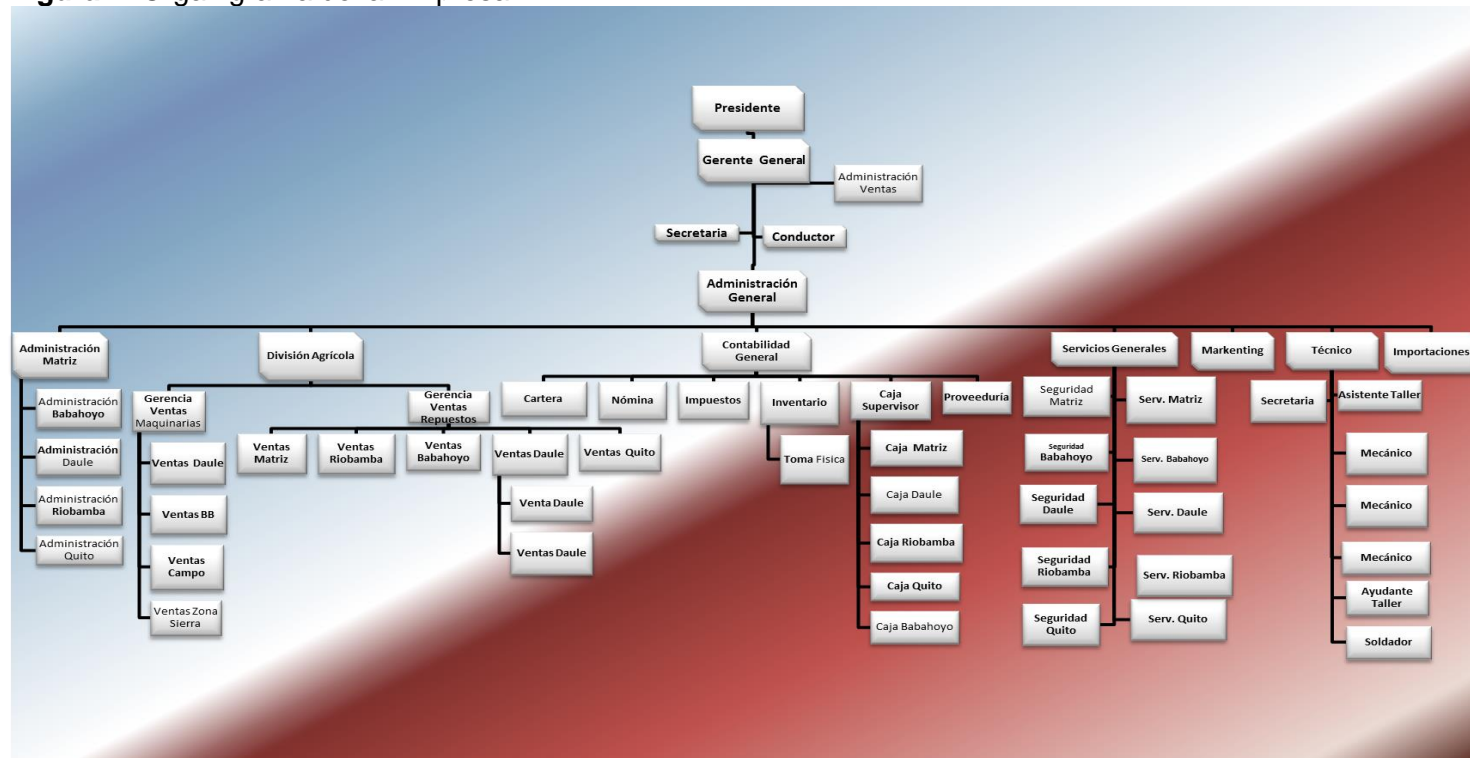 Presidente
Gerente General
Administración
Ventas
Secretaria
Conductor
Administración
General
Administración
Matriz
División Agrícola
Contabilidad
General
Servicios Generales
Markenting
Técnico
Importaciones
Administración
Babahoyo
Administración
Daule
Administración
Riobamba
Administración
Quito
Gerencia
Ventas
Maquinarias
Ventas Daule
Ventas BB
Ventas
Campo
Ventas Zona
Sierra
Gerencia
Ventas
Repuestos
Ventas
Matriz
Ventas
Riobamba
Ventas
Babahoyo
Ventas Daule
Ventas Quito
Venta Daule
Ventas Daule
Cartera
Nómina
Impuestos
Inventario
Caja
Supervisor
Proveeduría
Toma Fisica
Caja Matriz
Caja Daule
Caja Riobamba
Caja Quito
Caja Babahoyo
Seguridad
Matriz
Serv. Matriz
Seguridad
Babahoyo
Serv. Babahoyo
Seguridad
Daule
Serv. Daule
Seguridad
Riobamba
Serv. Riobamba
Seguridad
Quito
Serv. Quito
Secretaria
Asistente Taller
Mecánico
Mecánico
Mecánico
Ayudante
Taller
Soldador